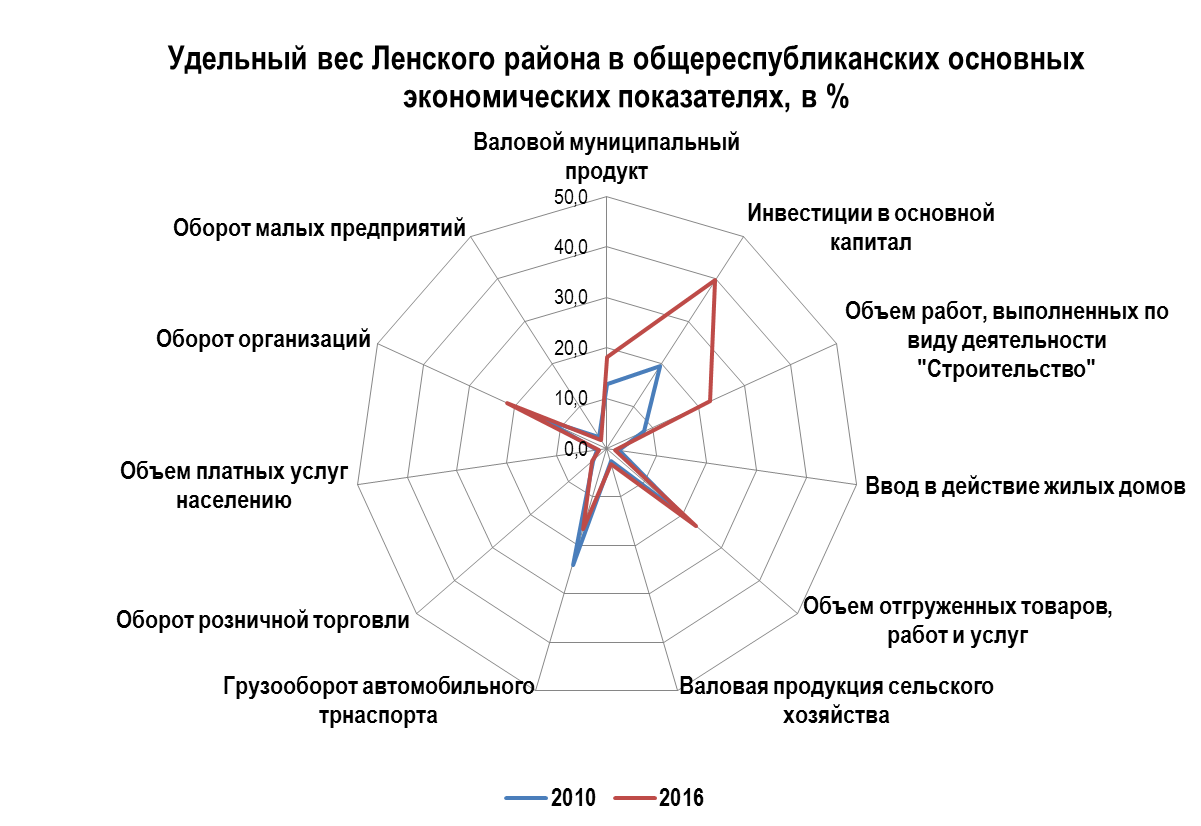 Удельный вес Ленского района в общереспубликанских основных
экономических показателях, в %
Валовой муниципальный
продукт
50,0
40,0
30,0
20,0
10,0
0,0
Инвестиции в основной
капитал
Объем работ, выполненных по
виду деятельности
"Строительство"
Ввод в действие жилых домов
Объем отгруженных товаров,
работ и услуг
Валовая продукция сельского
хозяйства
Грузооборот автомобильного
трнаспорта
Оборот розничной торговли
Объем платных услуг
населению
Оборот организаций
Оборот малых предприятий
2010
2016